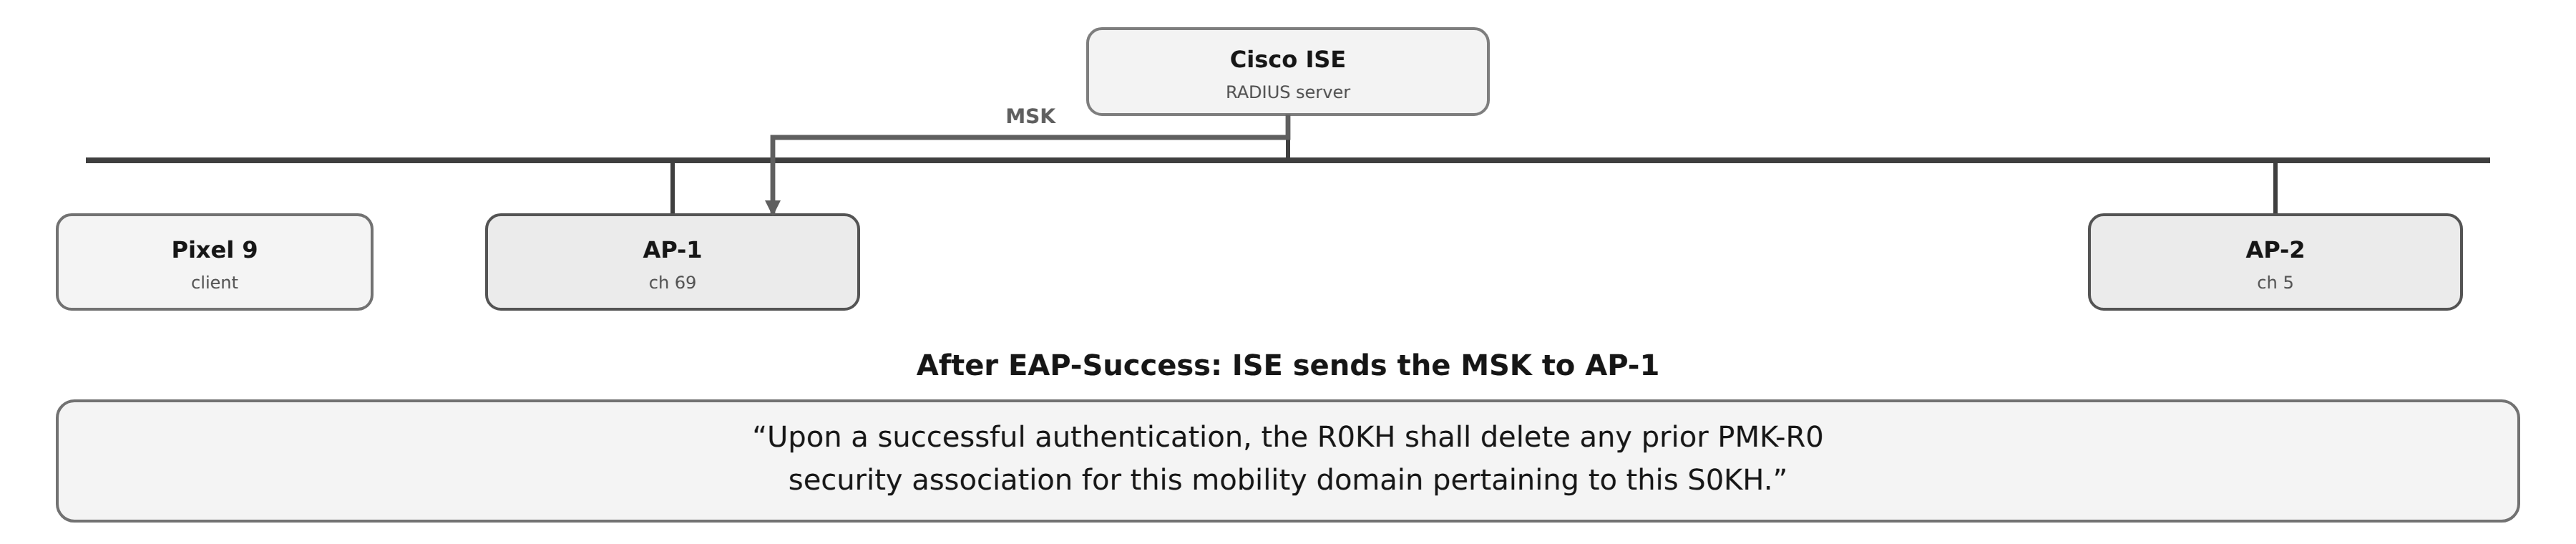 Cisco ISE
RADIUS server
MSK
Pixel 9
client
AP-1
ch 69
AP-2
ch 5
After EAP-Success: ISE sends the MSK to AP-1
“Upon a successful authentication, the R0KH shall delete any prior PMK-R0
security association for this mobility domain pertaining to this S0KH.”